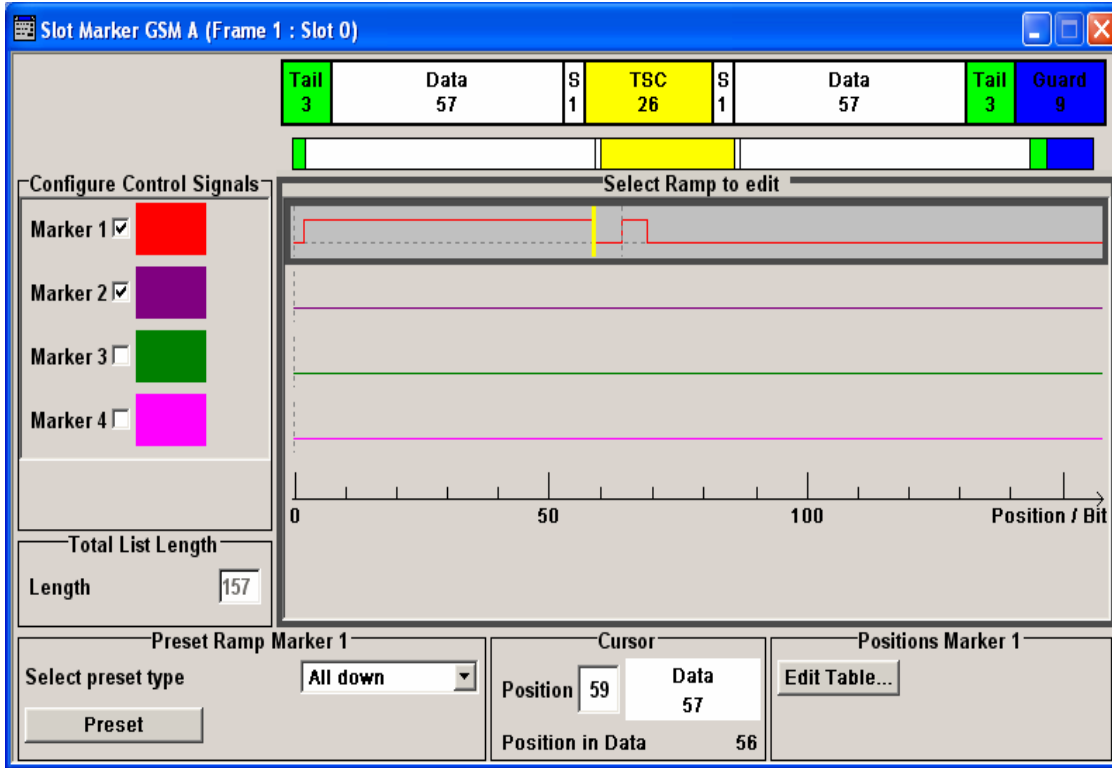 Slot Marker GSM A (Frame 1 : Slot 0)
Tail Data S TSC S Data Tail Guard
3 57 1 26 1 57 3 9
Configure Control Signals
Select Ramp to edit
Marker 1
Marker 2
Marker 3
Marker 4
0 50 100 Position / Bit
Total List Length
Length 157
Preset Ramp Marker 1
Select preset type All down
Preset
Cursor
Position 59 Data
57
Position in Data 56
Positions Marker 1
Edit Table...